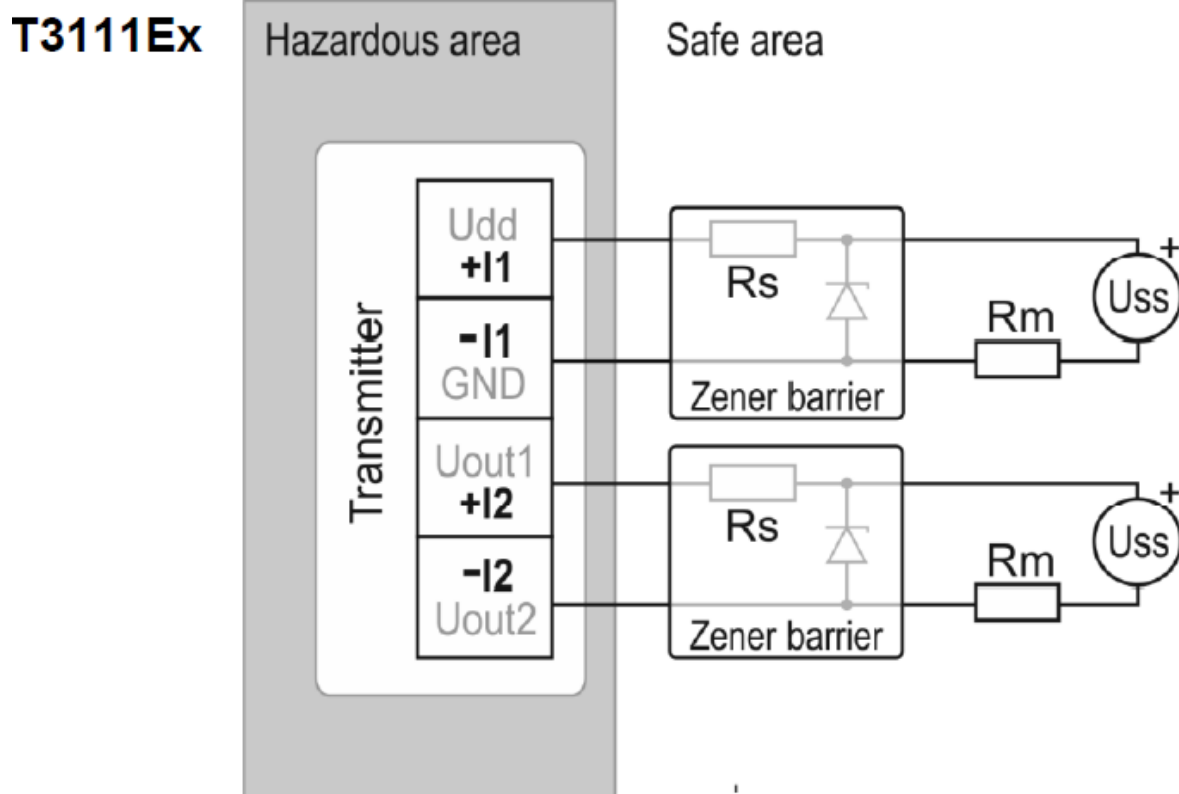 T3111Ex
Hazardous area
Safe area
Transmitter
Udd
+I1
-I1
GND
Uout1
+I2
-I2
Uout2
Rs
Zener barrier
Rm
+
Uss
Rs
Zener barrier
Rm
+
Uss